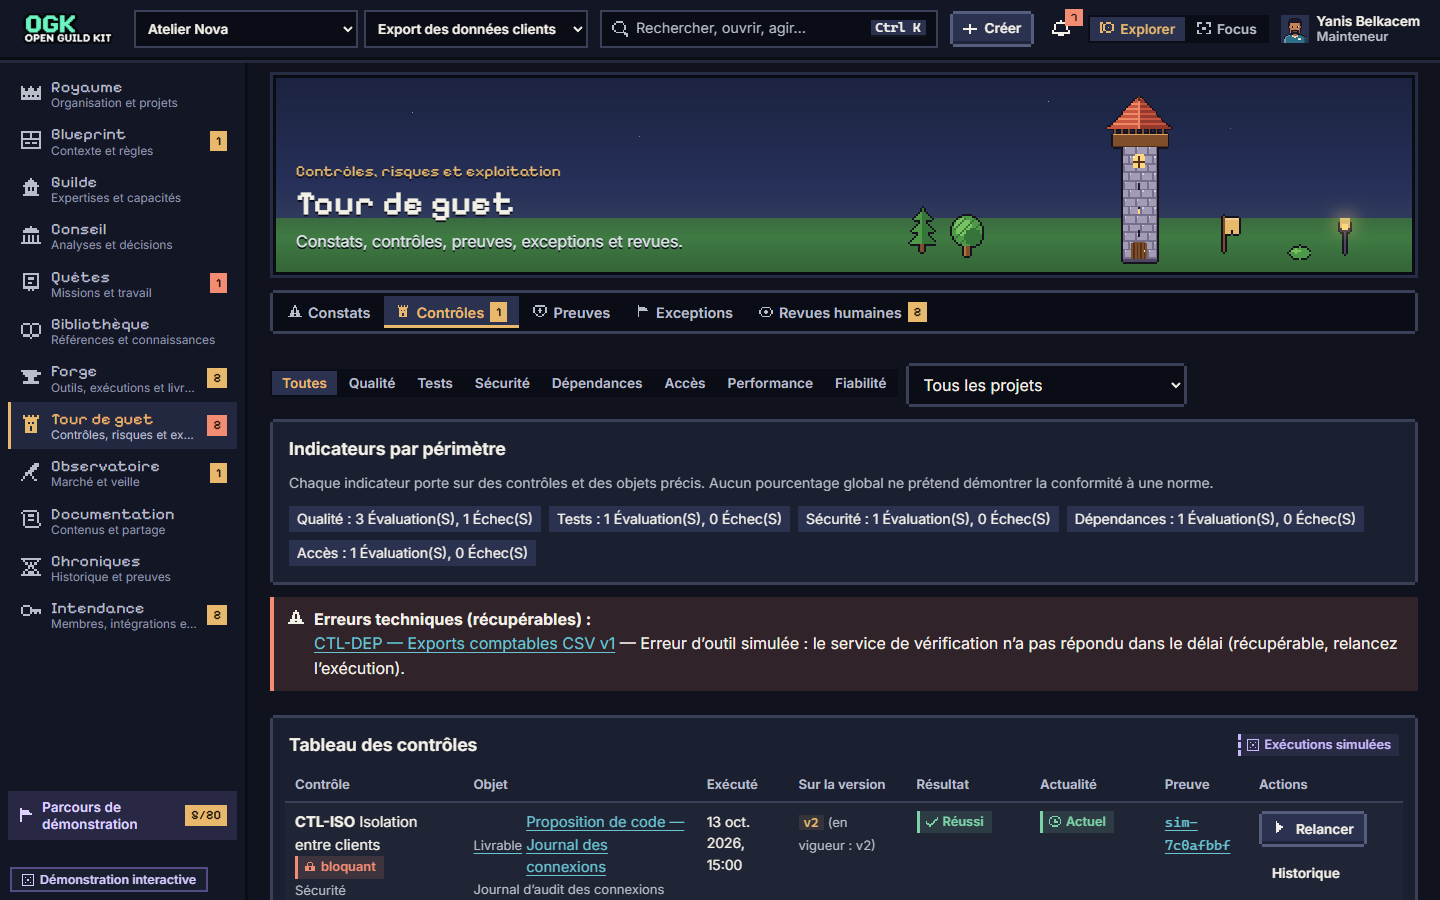 OGK
OPEN GUILD KIT
Atelier Nova
Export des données clients
Rechercher, ouvrir, agir...
Ctrl K
Créer
Explorer
Focus
Yanis Belkacem
Mainteneur
Royaume
Organisation et projets
Blueprint
Contexte et règles
1
Guilde
Expertises et capacités
Conseil
Analyses et décisions
Quêtes
Missions et travail
1
Bibliothèque
Références et connaissances
Forge
Outils, exécutions et livr...
8
Tour de guet
Contrôles, risques et ex...
8
Observatoire
Marché et veille
1
Documentation
Contenus et partage
Chroniques
Historique et preuves
Intendance
Membres, intégrations e...
8
Parcours de
démonstration
8/80
Démonstration interactive
Contrôles, risques et exploitation
Tour de guet
Constats, contrôles, preuves, exceptions et revues.
Constats
Contrôles 1
Preuves
Exceptions
Revues humaines 8
Toutes
Qualité
Tests
Sécurité
Dépendances
Accès
Performance
Fiabilité
Tous les projets
Indicateurs par périmètre
Chaque indicateur porte sur des contrôles et des objets précis. Aucun pourcentage global ne prétend démontrer la conformité à une norme.
Qualité : 3 Évaluation(S), 1 Échec(S)
Tests : 1 Évaluation(S), 0 Échec(S)
Sécurité : 1 Évaluation(S), 0 Échec(S)
Dépendances : 1 Évaluation(S), 0 Échec(S)
Accès : 1 Évaluation(S), 0 Échec(S)
Erreurs techniques (récupérables) :
CTL-DEP — Exports comptables CSV v1 — Erreur d’outil simulée : le service de vérification n’a pas répondu dans le délai (récupérable, relancez
l’exécution).
Tableau des contrôles
Exécutions simulées
Contrôle
Objet
Exécuté
Sur la version
Résultat
Actualité
Preuve
Actions
CTL-ISO Isolation
entre clients
bloquant
Sécurité
Livrable
Proposition de code —
Journal des
connexions
Journal d’audit des connexions
13 oct.
2026,
15:00
v2 (en
vigueur : v2)
Réussi
Actuel
sim-
7c0afbbf
Relancer
Historique